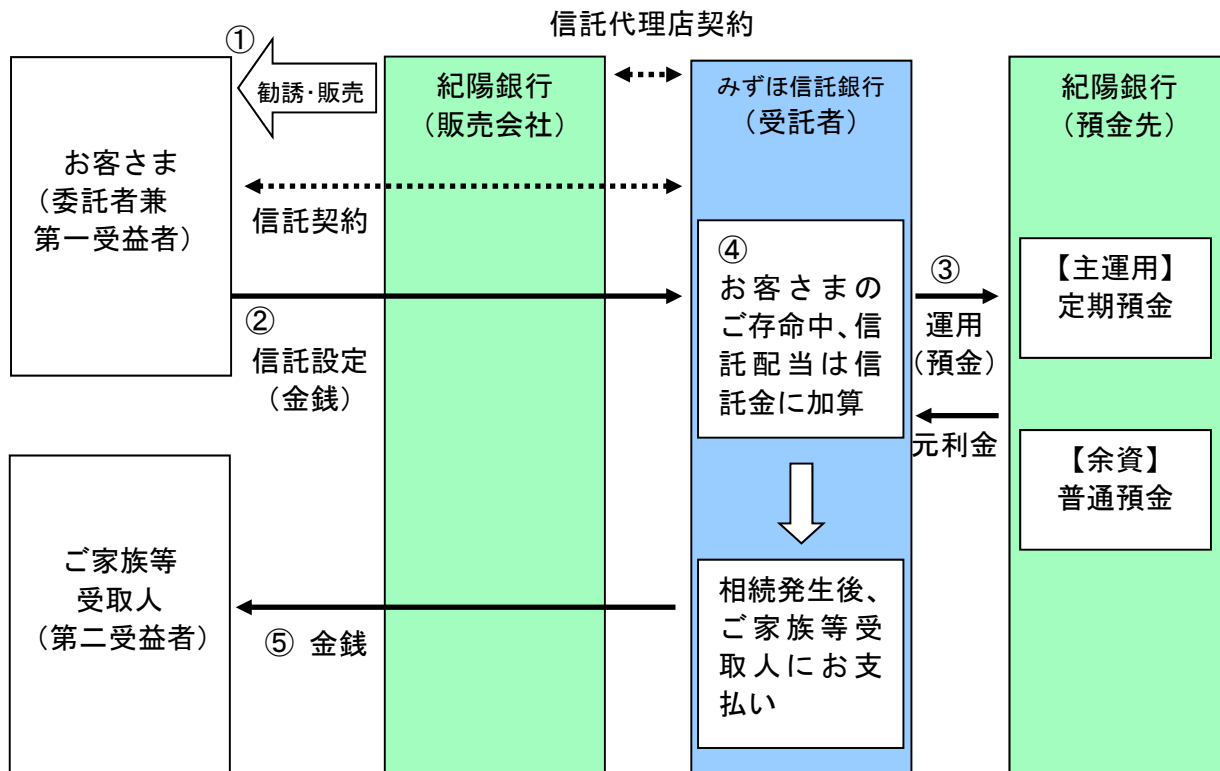 信託代理店契約
①
勧誘・販売
紀陽銀行
（販売会社）
みずほ信託銀行
（受託者）
紀陽銀行
（預金先）
お客さま
（委託者兼
第一受益者）
信託契約
②
信託設定
（金銭）
④
お客さまの
ご存命中、信
託配当は信
託金に加算
③
運用
（預金）
元利金
【主運用】
定期預金
【余資】
普通預金
ご家族等
受取人
（第二受益者）
⑤ 金銭
相続発生後、
ご家族等受
取人にお支
払い